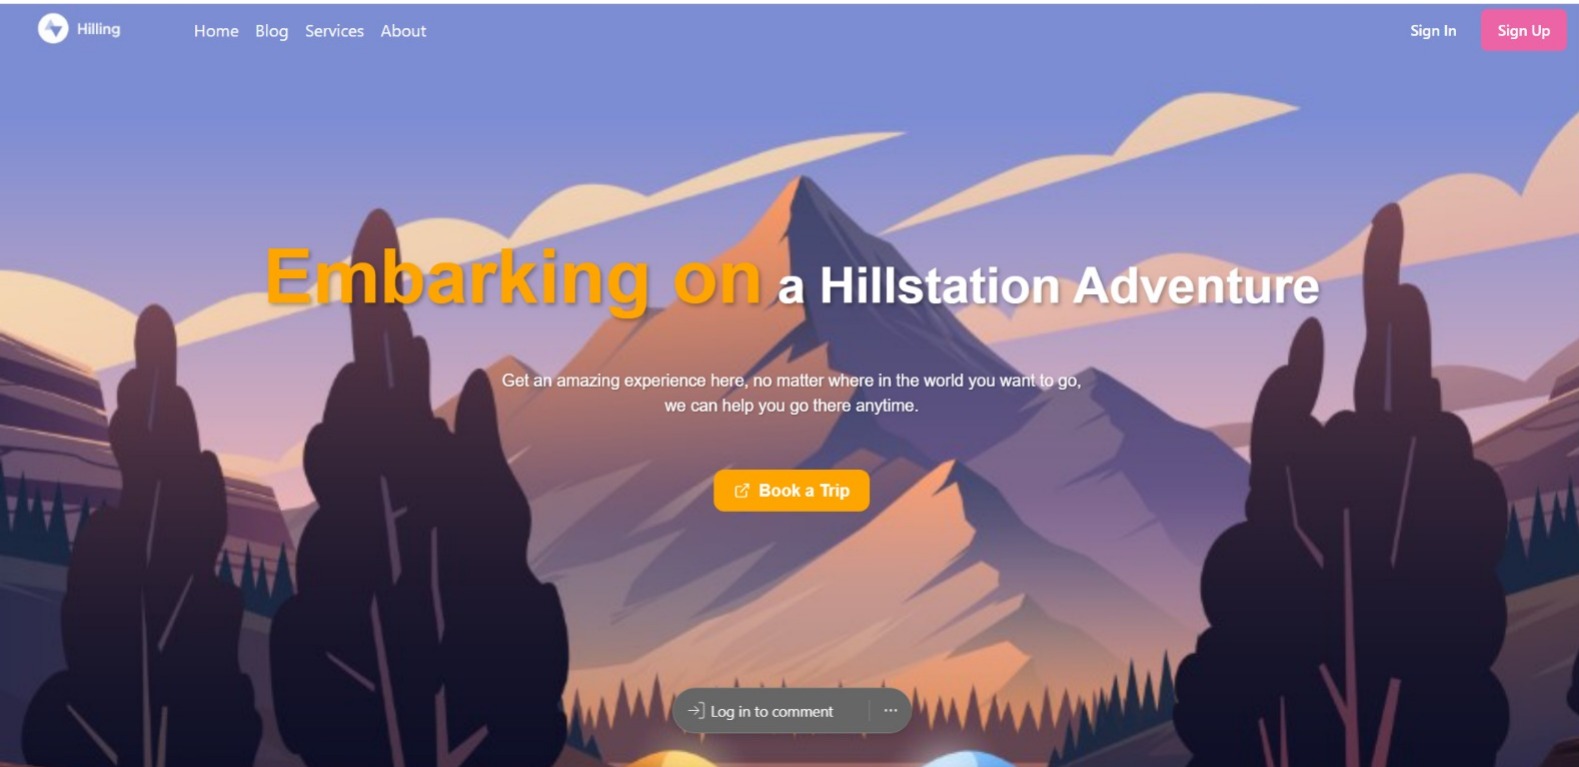 Hilling
Home Blog Services About
Sign In Sign Up
Embarking on a Hillstation Adventure
Get an amazing experience here, no matter where in the world you want to go,
we can help you go there anytime.
Book a Trip
Log in to comment